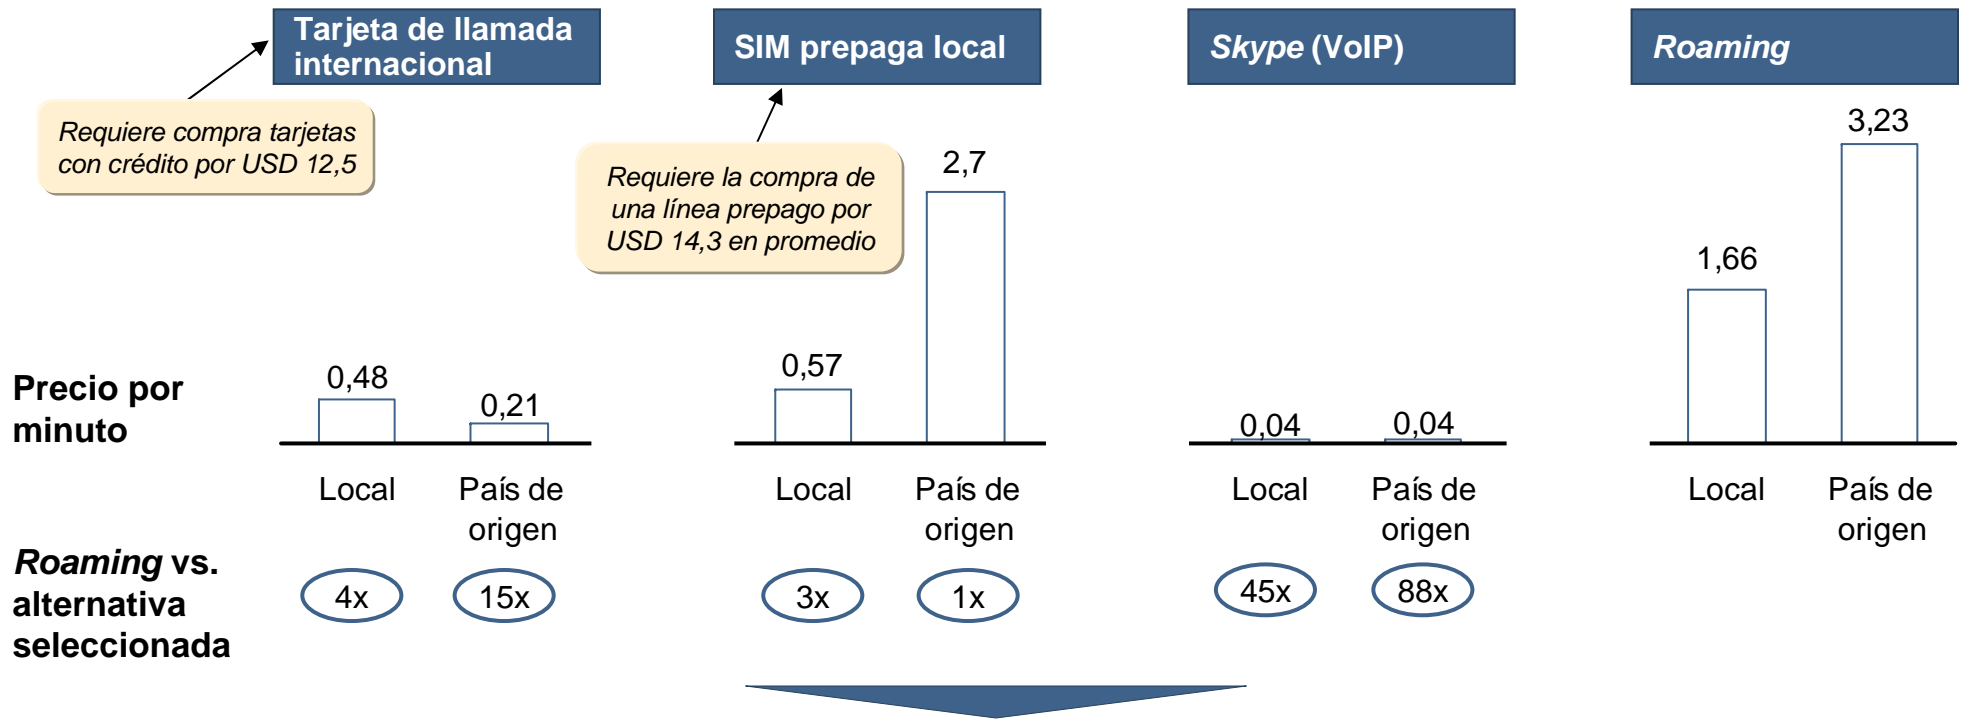 Tarjeta de llamada
internacional
SIM prepaga local
Skype (VoIP)
Roaming
Requiere compra tarjetas
con crédito por USD 12,5
Requiere la compra de
una línea prepago por
USD 14,3 en promedio
Precio por
minuto
0,48
0,21
0,57
2,7
0,04
0,04
1,66
3,23
Local
País de
origen
Local
País de
origen
Local
País de
origen
Local
País de
origen
Roaming vs.
alternativa
seleccionada
4x
15x
3x
1x
45x
88x